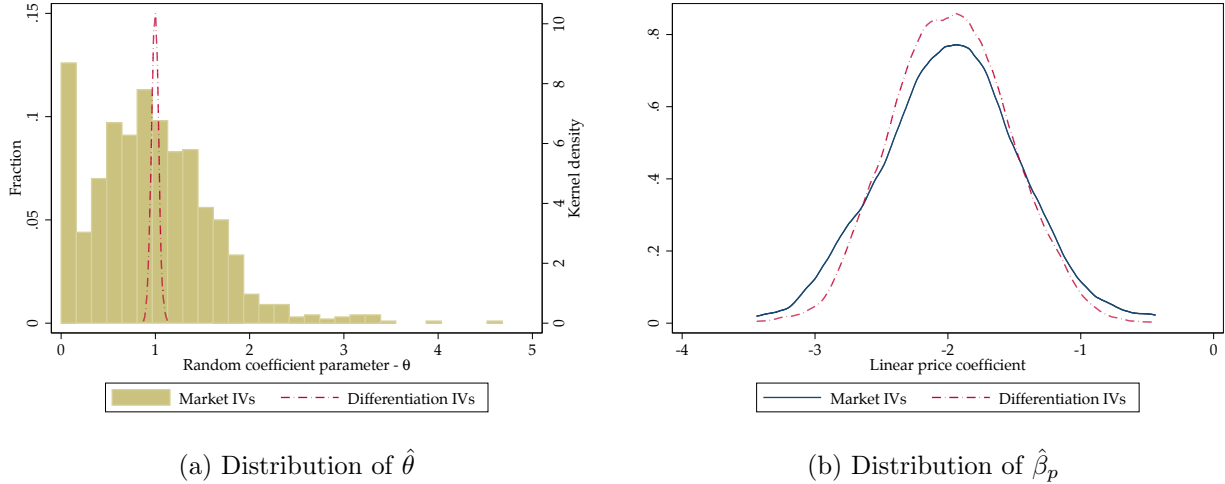 Fraction
0 .05 .1 .15
Kernel density
0 2 4 6 8 10
0 1 2 3 4 5
Random coefficient parameter - θ
Market IVs Differentiation IVs
(a) Distribution of θ̂
0 .2 .4 .6 .8
-4 -3 -2 -1 0
Linear price coefficient
Market IVs Differentiation IVs
(b) Distribution of β̂p